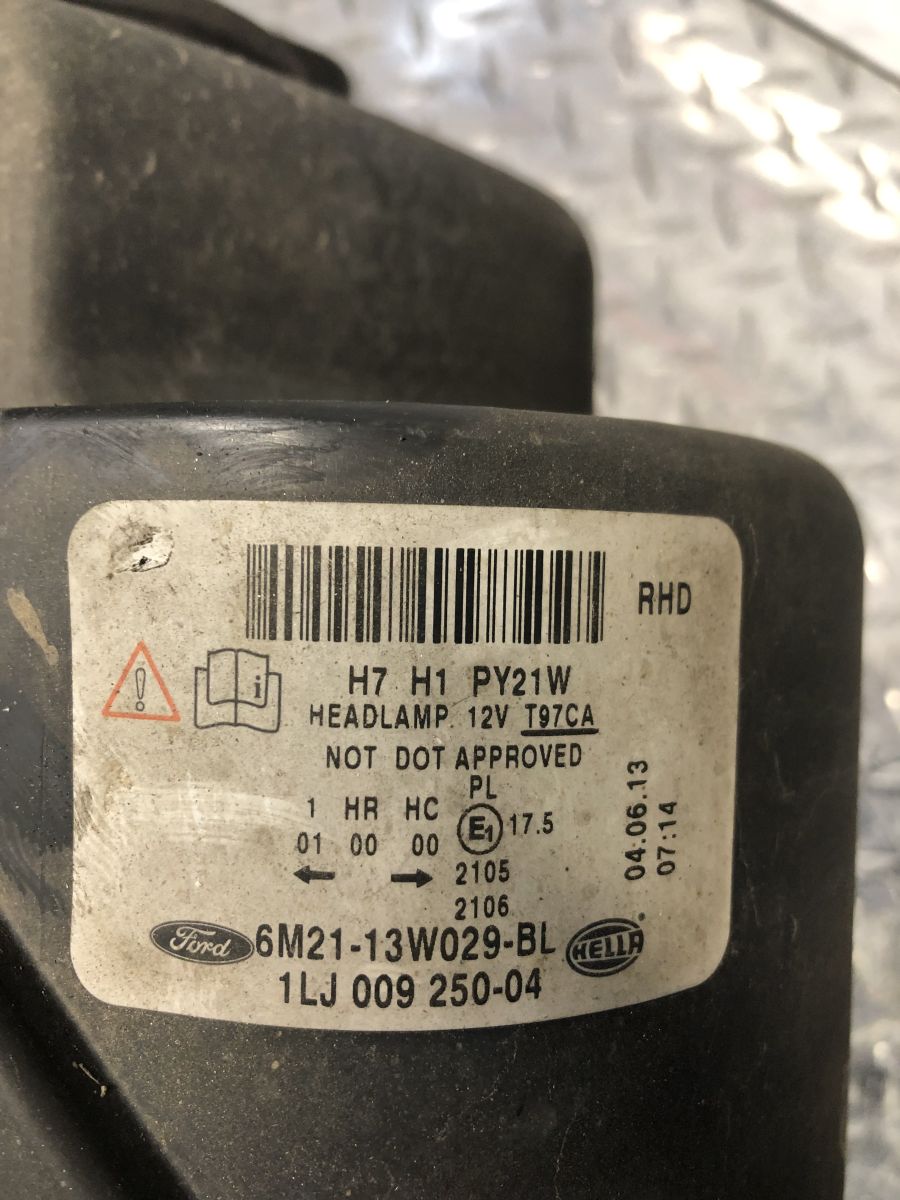 RHD
H7 H1 PY21W
HEADLAMP. 12V T97CA
NOT DOT APPROVED
PL
1 HR HC
01 00 00
E1 17.5
2105
2106
04.06.13
07:14
Ford 6M21-13W029-BL HELLA
1LJ 009 250-04